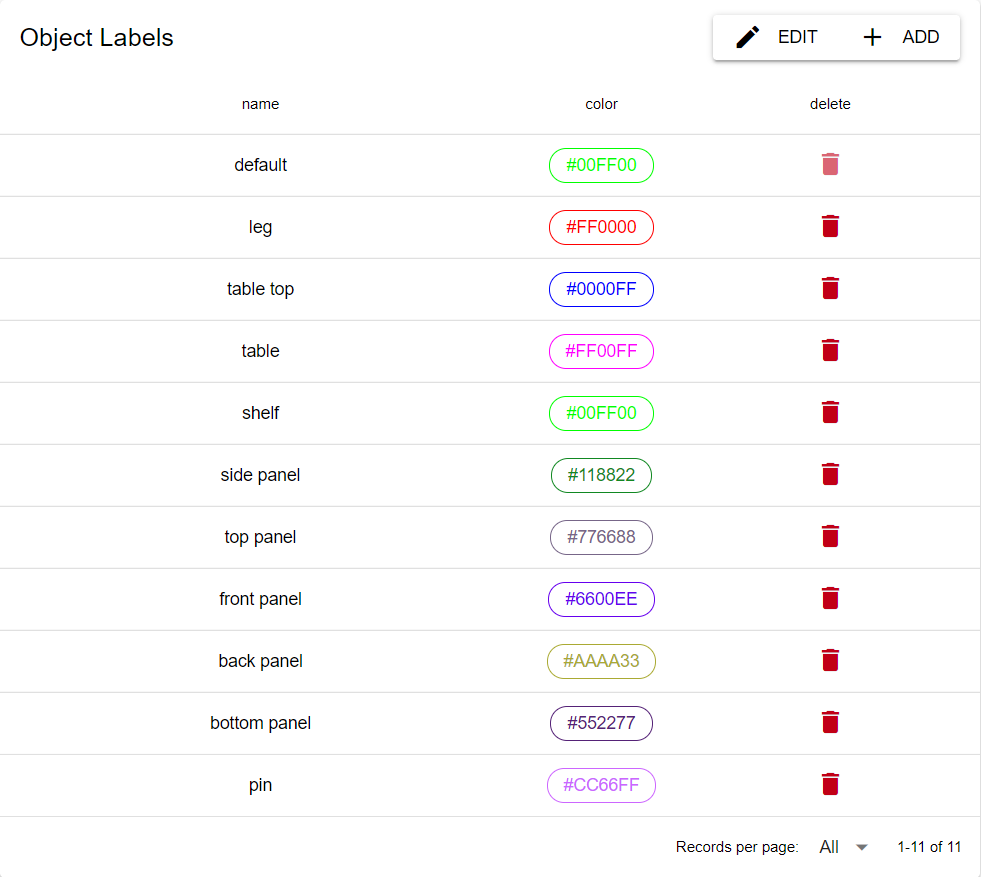 Object Labels EDIT ADD
name color delete
default #00FF00
leg #FF0000
table top #0000FF
table #FF00FF
shelf #00FF00
side panel #118822
top panel #776688
front panel #6600EE
back panel #AAAA33
bottom panel #552277
pin #CC66FF
Records per page: All 1-11 of 11